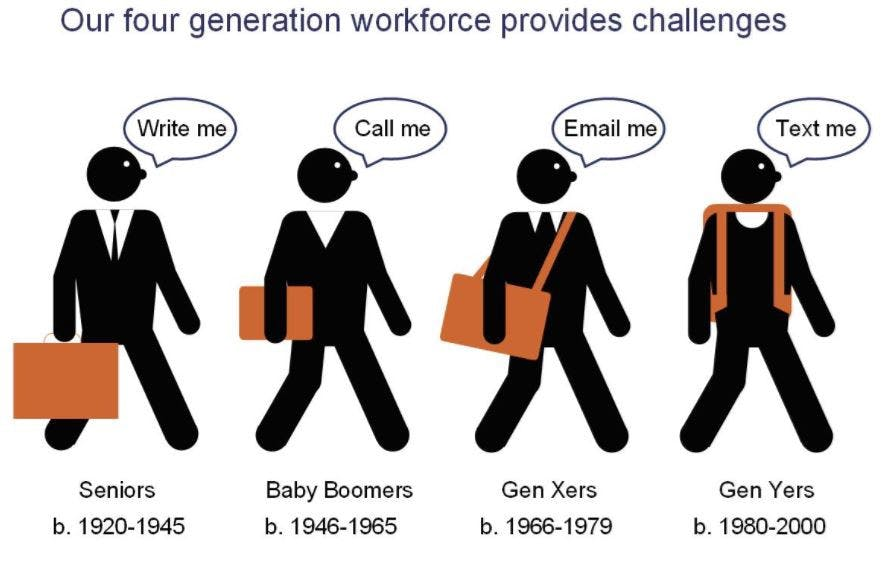 Our four generation workforce provides challenges
Write me
Call me
Email me
Text me
Seniors
Baby Boomers
Gen Xers
Gen Yers
b. 1920-1945
b. 1946-1965
b. 1966-1979
b. 1980-2000